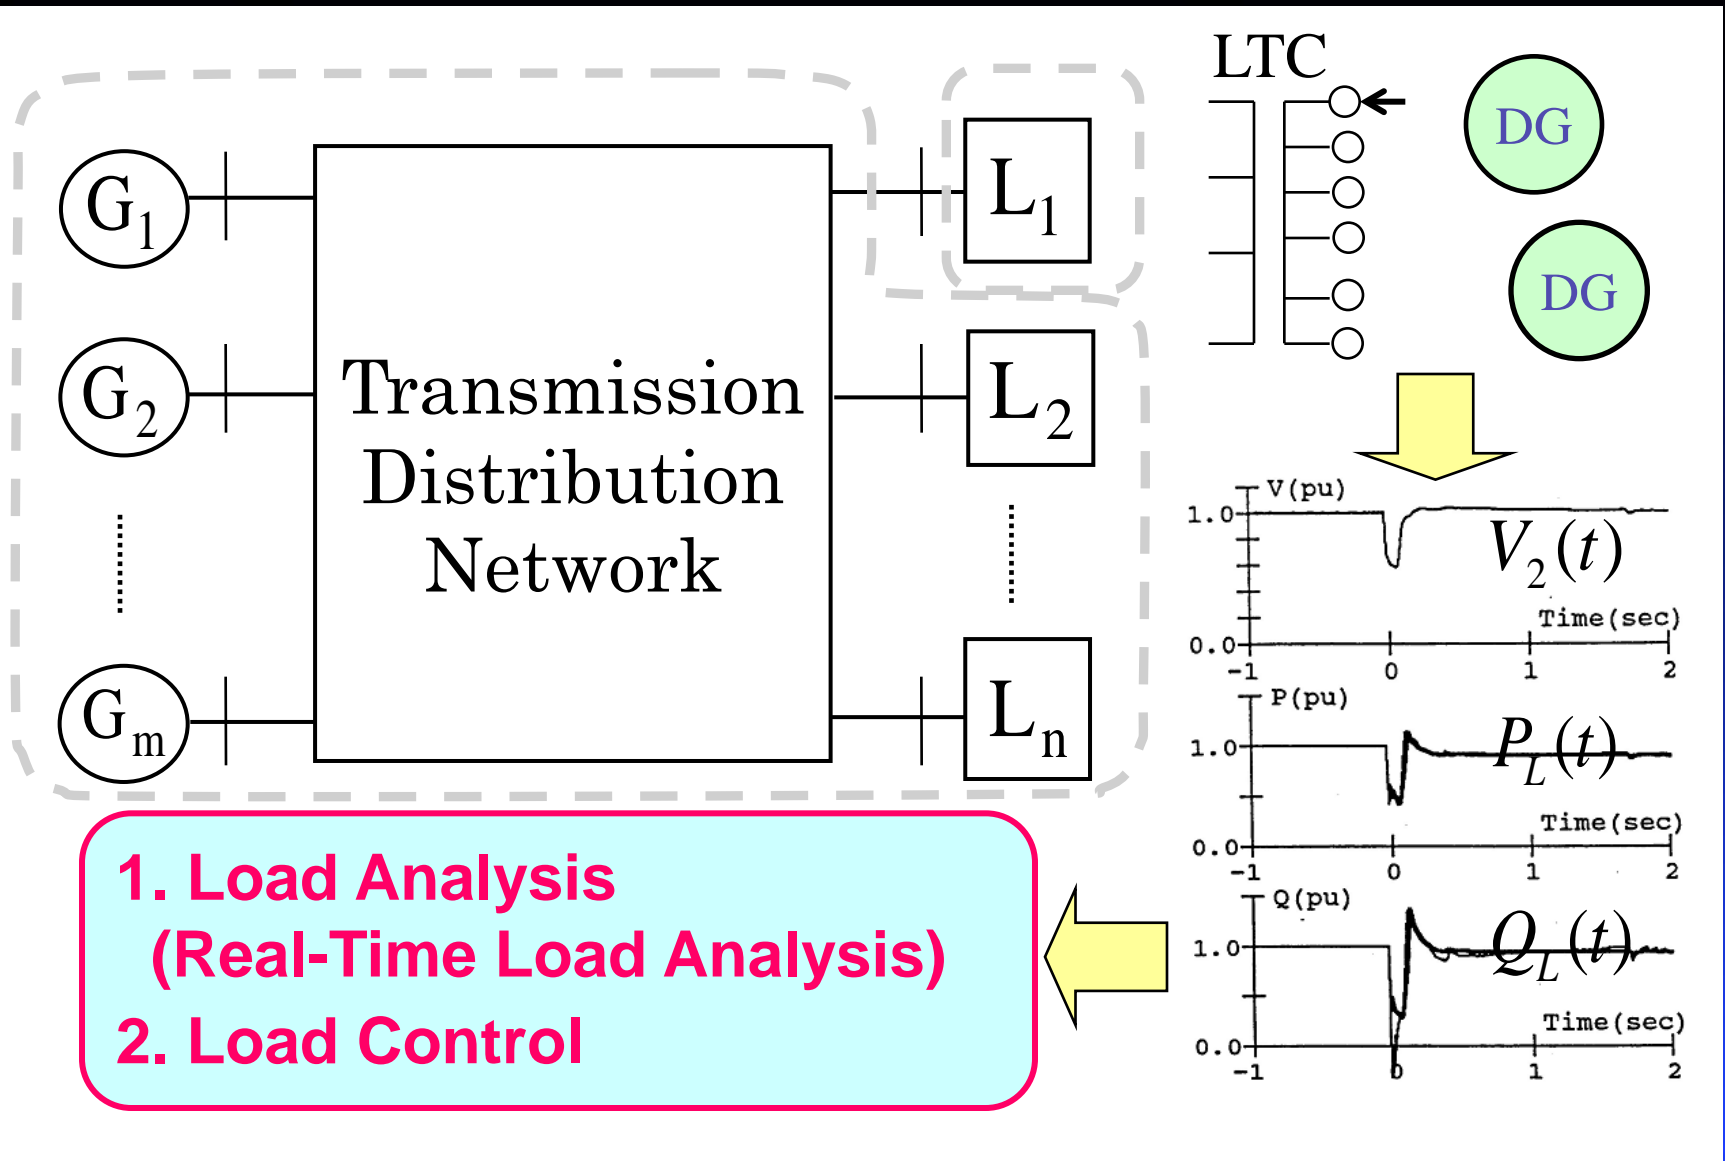 G1
G2
Gm
Transmission
Distribution
Network
L1
L2
Ln
LTC
DG
DG
V(pu)
1.0
V2(t)
Time(sec)
0.0
-1 0 1 2
P(pu)
1.0
PL(t)
Time(sec)
0.0
-1 0 1 2
Q(pu)
1.0
QL(t)
Time(sec)
0.0
-1 0 1 2
1. Load Analysis
(Real-Time Load Analysis)
2. Load Control